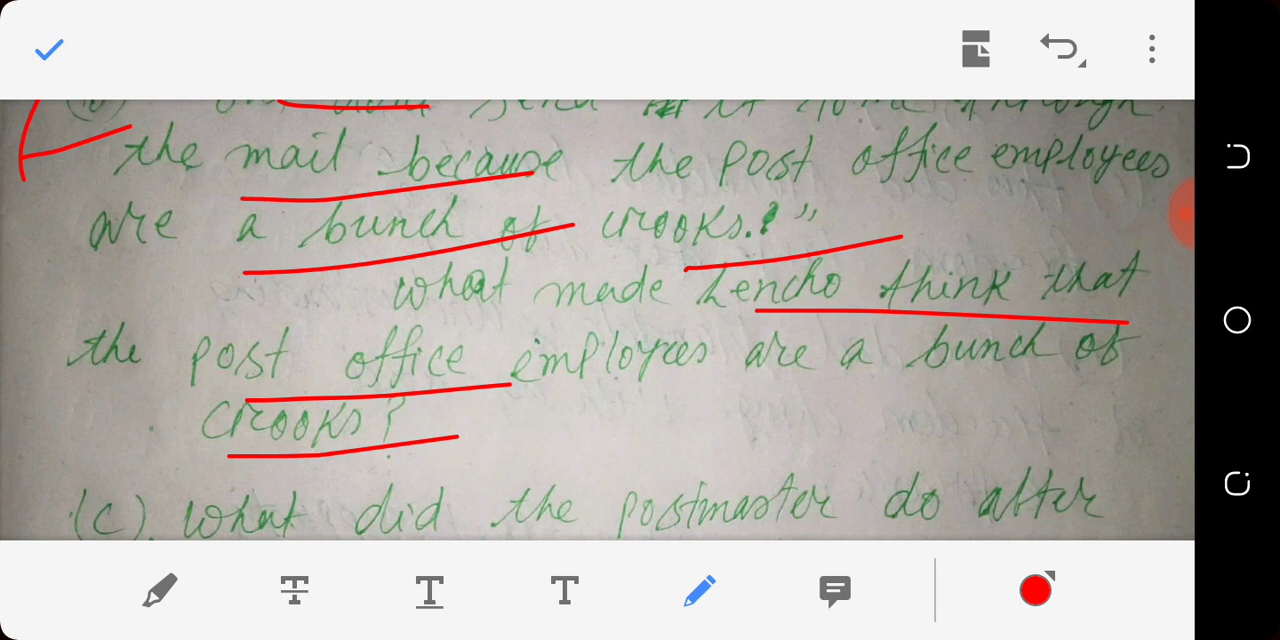 the mail because the post office employees
are a bunch of crooks.!"
what made Lencho think that
the post office employees are a bunch of
crooks?
(c). what did the postmaster do after